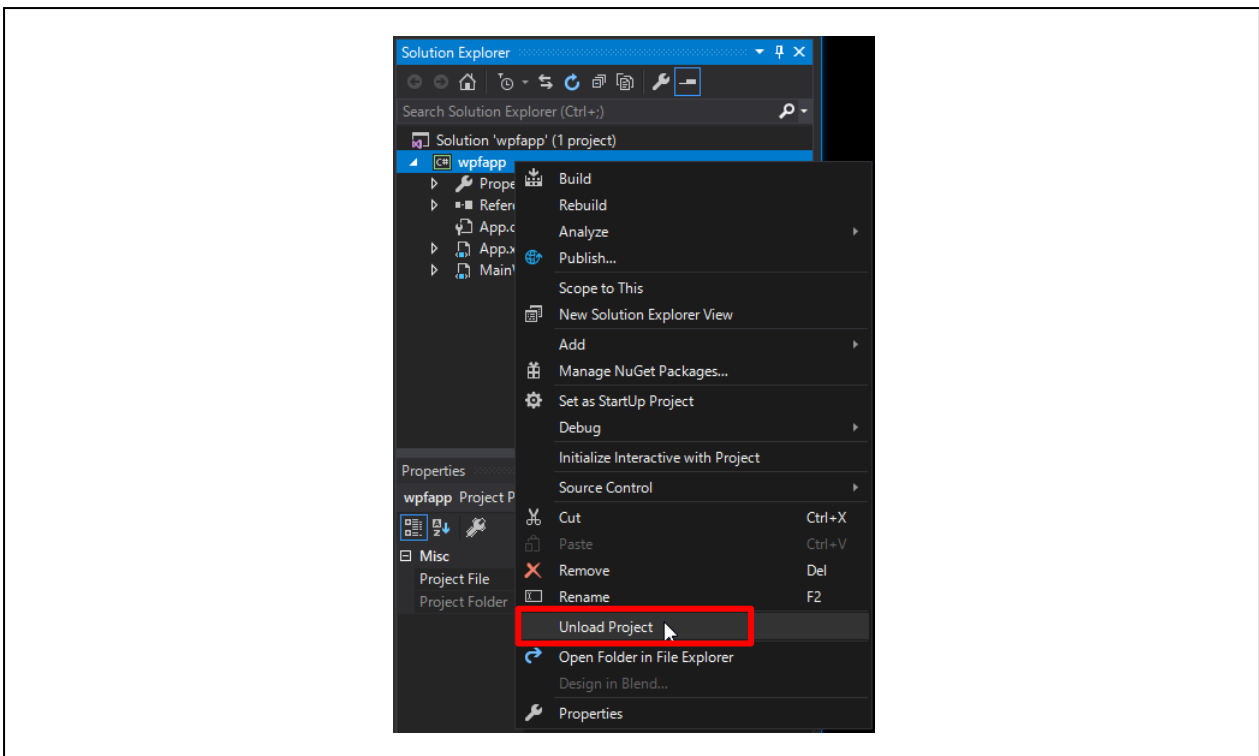 Solution Explorer
Search Solution Explorer (Ctrl+;)
Solution 'wpfapp' (1 project)
C# wpfapp
Build
Rebuild
Analyze
App.x
Publish...
Scope to This
New Solution Explorer View
Add
Manage NuGet Packages...
Set as StartUp Project
Debug
Initialize Interactive with Project
Properties
Source Control
wpfapp Project P
Cut Ctrl+X
Paste Ctrl+V
Misc
Remove Del
Project File
Rename F2
Project Folder
Unload Project
Open Folder in File Explorer
Design in Blend...
Properties